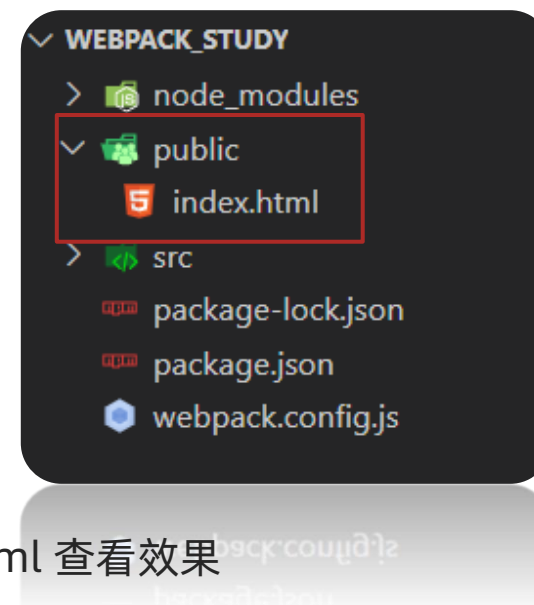 WEBPACK_STUDY
node_modules
public
index.html
src
package-lock.json
package.json
webpack.config.js
ml 查看效果